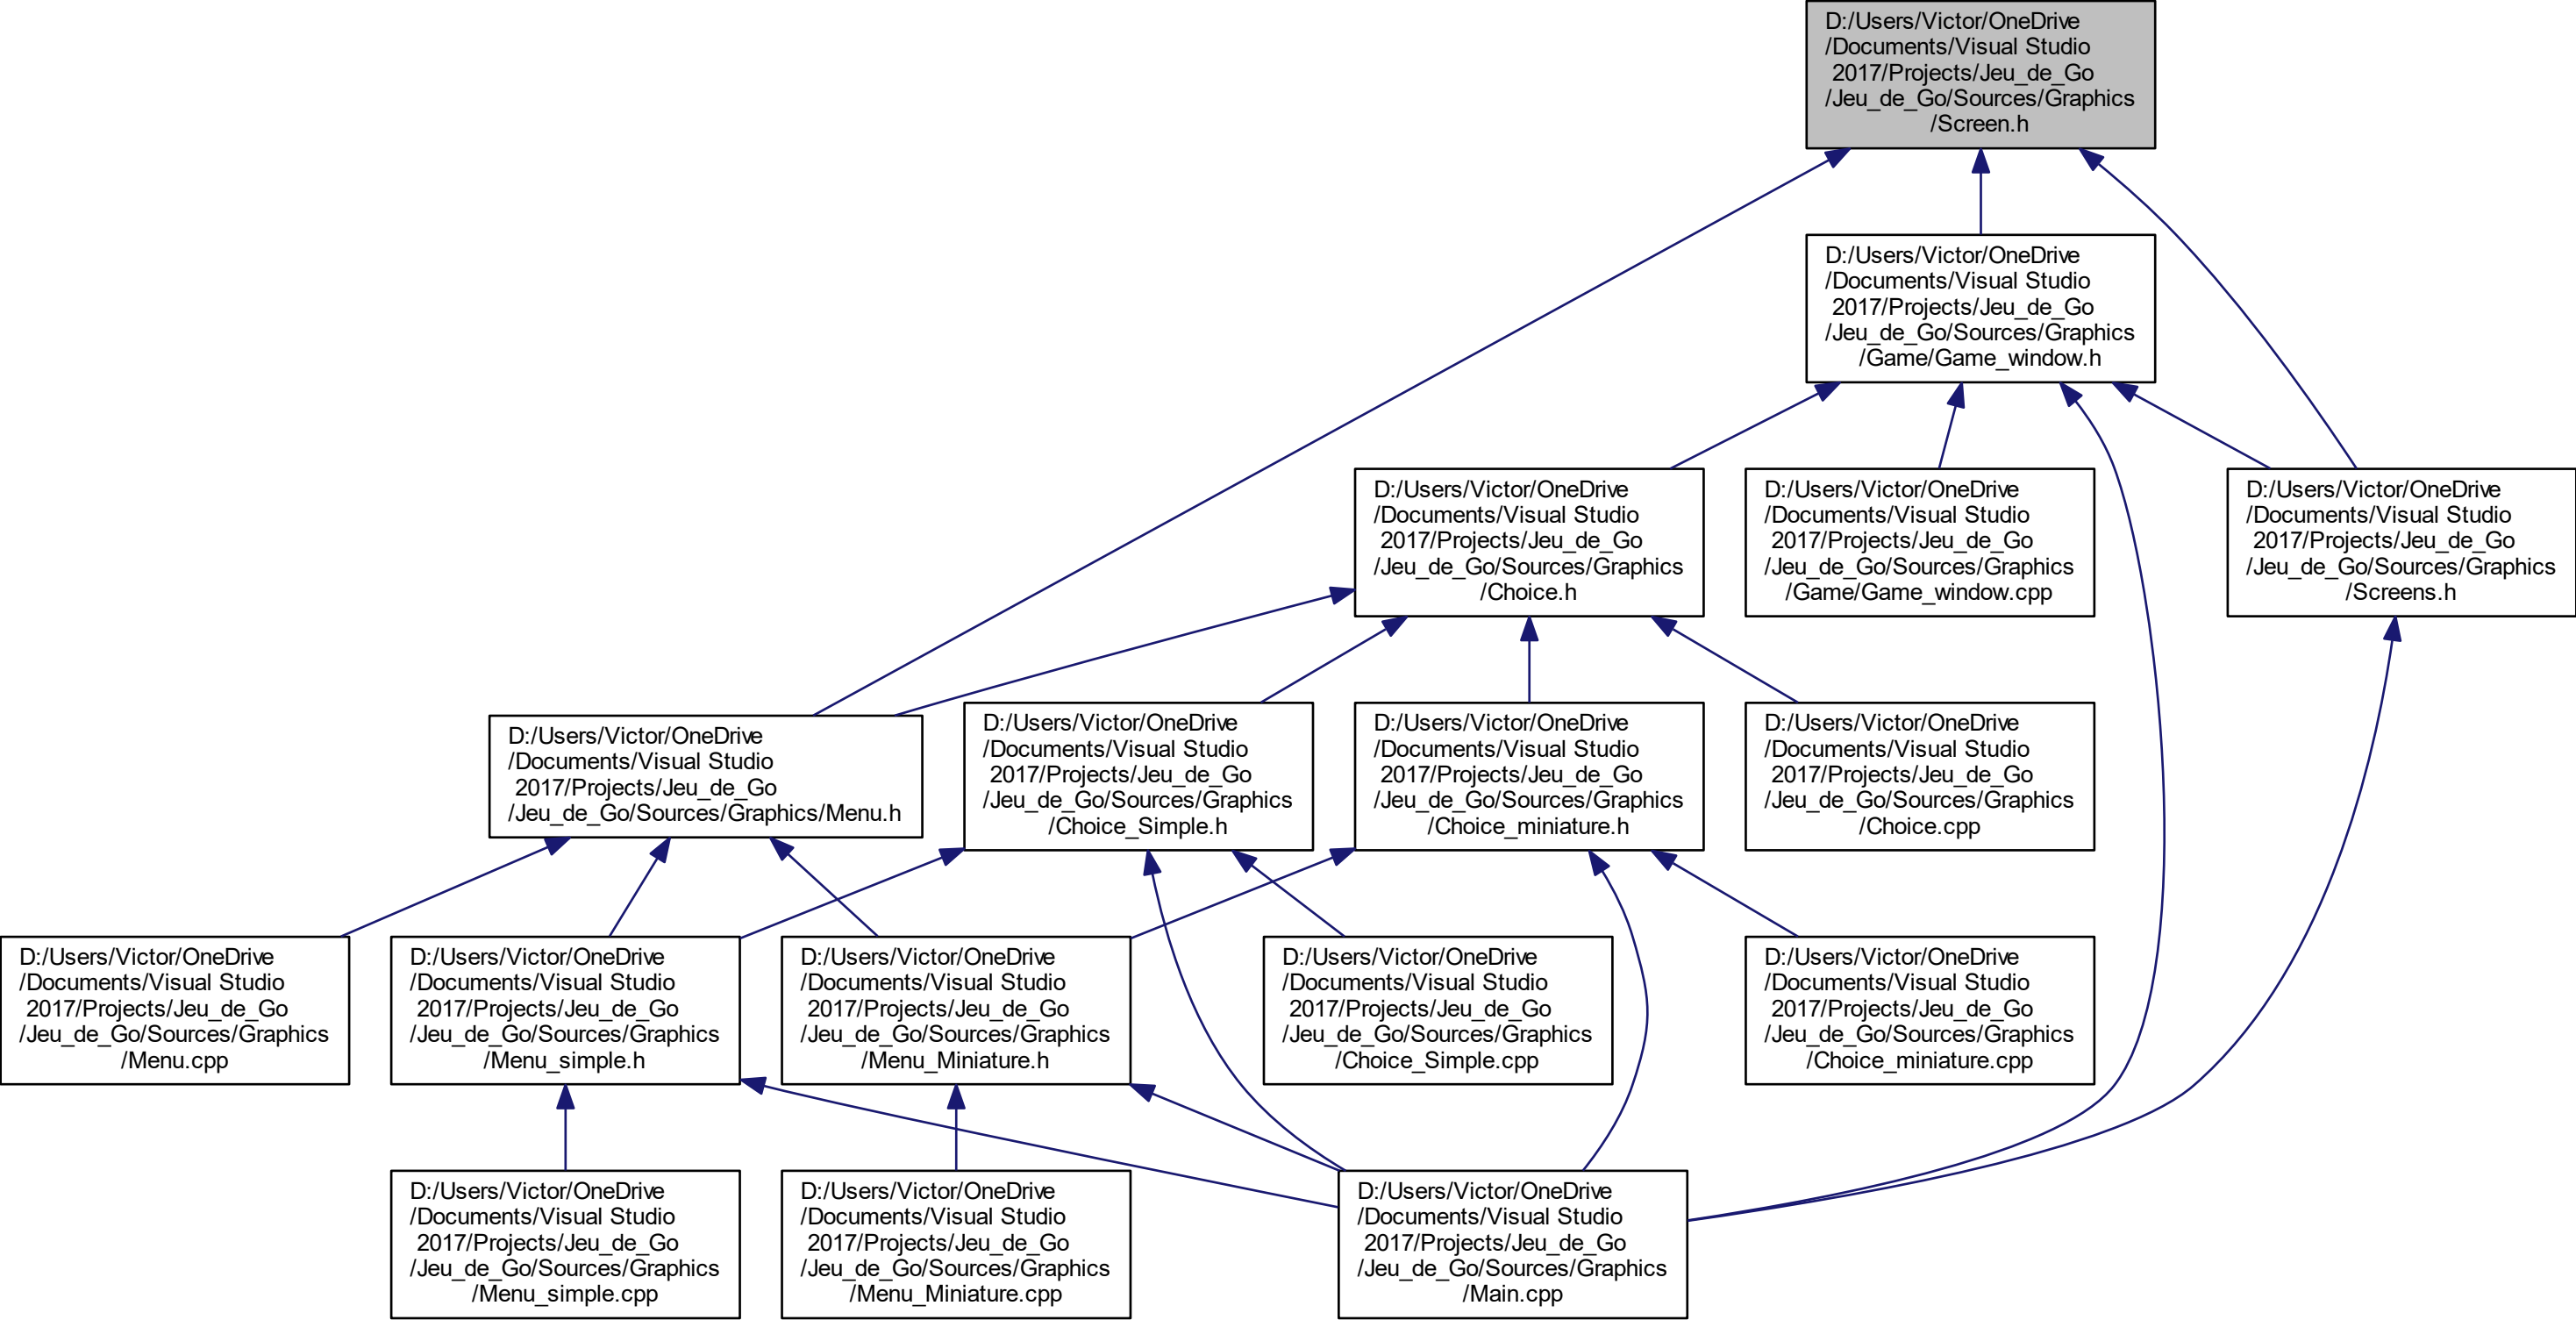 D:/Users/Victor/OneDrive
/Documents/Visual Studio
2017/Projects/Jeu_de_Go
/Jeu_de_Go/Sources/Graphics
/Screen.h
D:/Users/Victor/OneDrive
/Documents/Visual Studio
2017/Projects/Jeu_de_Go
/Jeu_de_Go/Sources/Graphics
/Game/Game_window.h
D:/Users/Victor/OneDrive
/Documents/Visual Studio
2017/Projects/Jeu_de_Go
/Jeu_de_Go/Sources/Graphics
/Choice.h
D:/Users/Victor/OneDrive
/Documents/Visual Studio
2017/Projects/Jeu_de_Go
/Jeu_de_Go/Sources/Graphics
/Game/Game_window.cpp
D:/Users/Victor/OneDrive
/Documents/Visual Studio
2017/Projects/Jeu_de_Go
/Jeu_de_Go/Sources/Graphics
/Screens.h
D:/Users/Victor/OneDrive
/Documents/Visual Studio
2017/Projects/Jeu_de_Go
/Jeu_de_Go/Sources/Graphics/Menu.h
D:/Users/Victor/OneDrive
/Documents/Visual Studio
2017/Projects/Jeu_de_Go
/Jeu_de_Go/Sources/Graphics
/Choice_Simple.h
D:/Users/Victor/OneDrive
/Documents/Visual Studio
2017/Projects/Jeu_de_Go
/Jeu_de_Go/Sources/Graphics
/Choice_miniature.h
D:/Users/Victor/OneDrive
/Documents/Visual Studio
2017/Projects/Jeu_de_Go
/Jeu_de_Go/Sources/Graphics
/Choice.cpp
D:/Users/Victor/OneDrive
/Documents/Visual Studio
2017/Projects/Jeu_de_Go
/Jeu_de_Go/Sources/Graphics
/Menu.cpp
D:/Users/Victor/OneDrive
/Documents/Visual Studio
2017/Projects/Jeu_de_Go
/Jeu_de_Go/Sources/Graphics
/Menu_simple.h
D:/Users/Victor/OneDrive
/Documents/Visual Studio
2017/Projects/Jeu_de_Go
/Jeu_de_Go/Sources/Graphics
/Menu_Miniature.h
D:/Users/Victor/OneDrive
/Documents/Visual Studio
2017/Projects/Jeu_de_Go
/Jeu_de_Go/Sources/Graphics
/Choice_Simple.cpp
D:/Users/Victor/OneDrive
/Documents/Visual Studio
2017/Projects/Jeu_de_Go
/Jeu_de_Go/Sources/Graphics
/Choice_miniature.cpp
D:/Users/Victor/OneDrive
/Documents/Visual Studio
2017/Projects/Jeu_de_Go
/Jeu_de_Go/Sources/Graphics
/Menu_simple.cpp
D:/Users/Victor/OneDrive
/Documents/Visual Studio
2017/Projects/Jeu_de_Go
/Jeu_de_Go/Sources/Graphics
/Menu_Miniature.cpp
D:/Users/Victor/OneDrive
/Documents/Visual Studio
2017/Projects/Jeu_de_Go
/Jeu_de_Go/Sources/Graphics
/Main.cpp